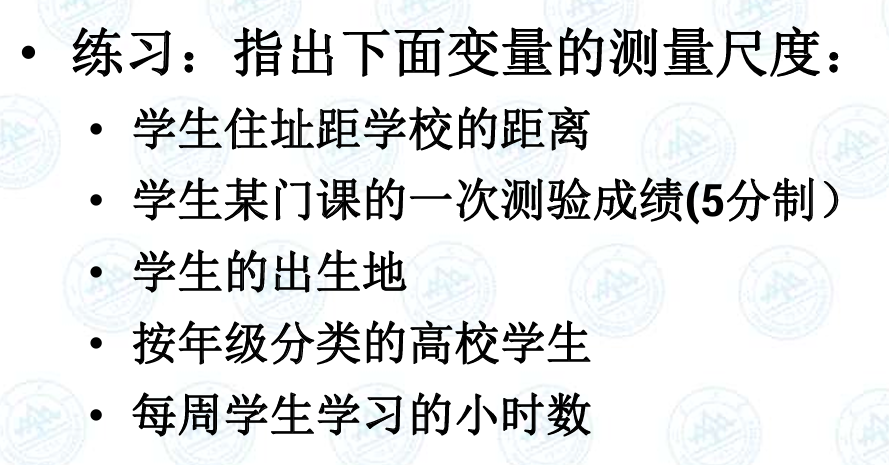 • 练习：指出下面变量的测量尺度：
• 学生住址距学校的距离
• 学生某门课的一次测验成绩(5分制）
• 学生的出生地
• 按年级分类的高校学生
• 每周学生学习的小时数